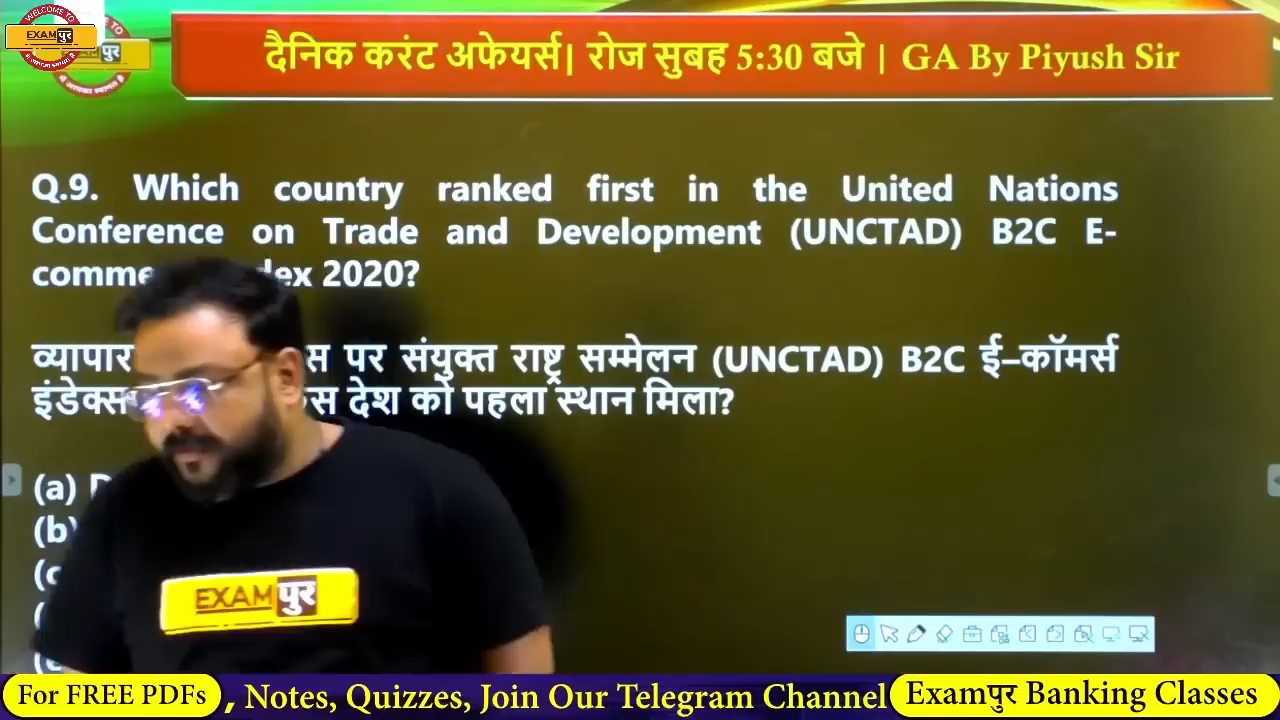 WELCOME TO
EXAMपुर
दैनिक करंट अफेयर्स| रोज सुबह 5:30 बजे | GA By Piyush Sir
Q.9. Which country ranked first in the United Nations
Conference on Trade and Development (UNCTAD) B2C E-
2020?
पर संयुक्त राष्ट्र सम्मेलन (UNCTAD) B2C ई–कॉमर्स
देश को पहला स्थान मिला?
(a)
(b)
EXAMपुर
For FREE PDFs , Notes, Quizzes, Join Our Telegram Channel Examपुर Banking Classes